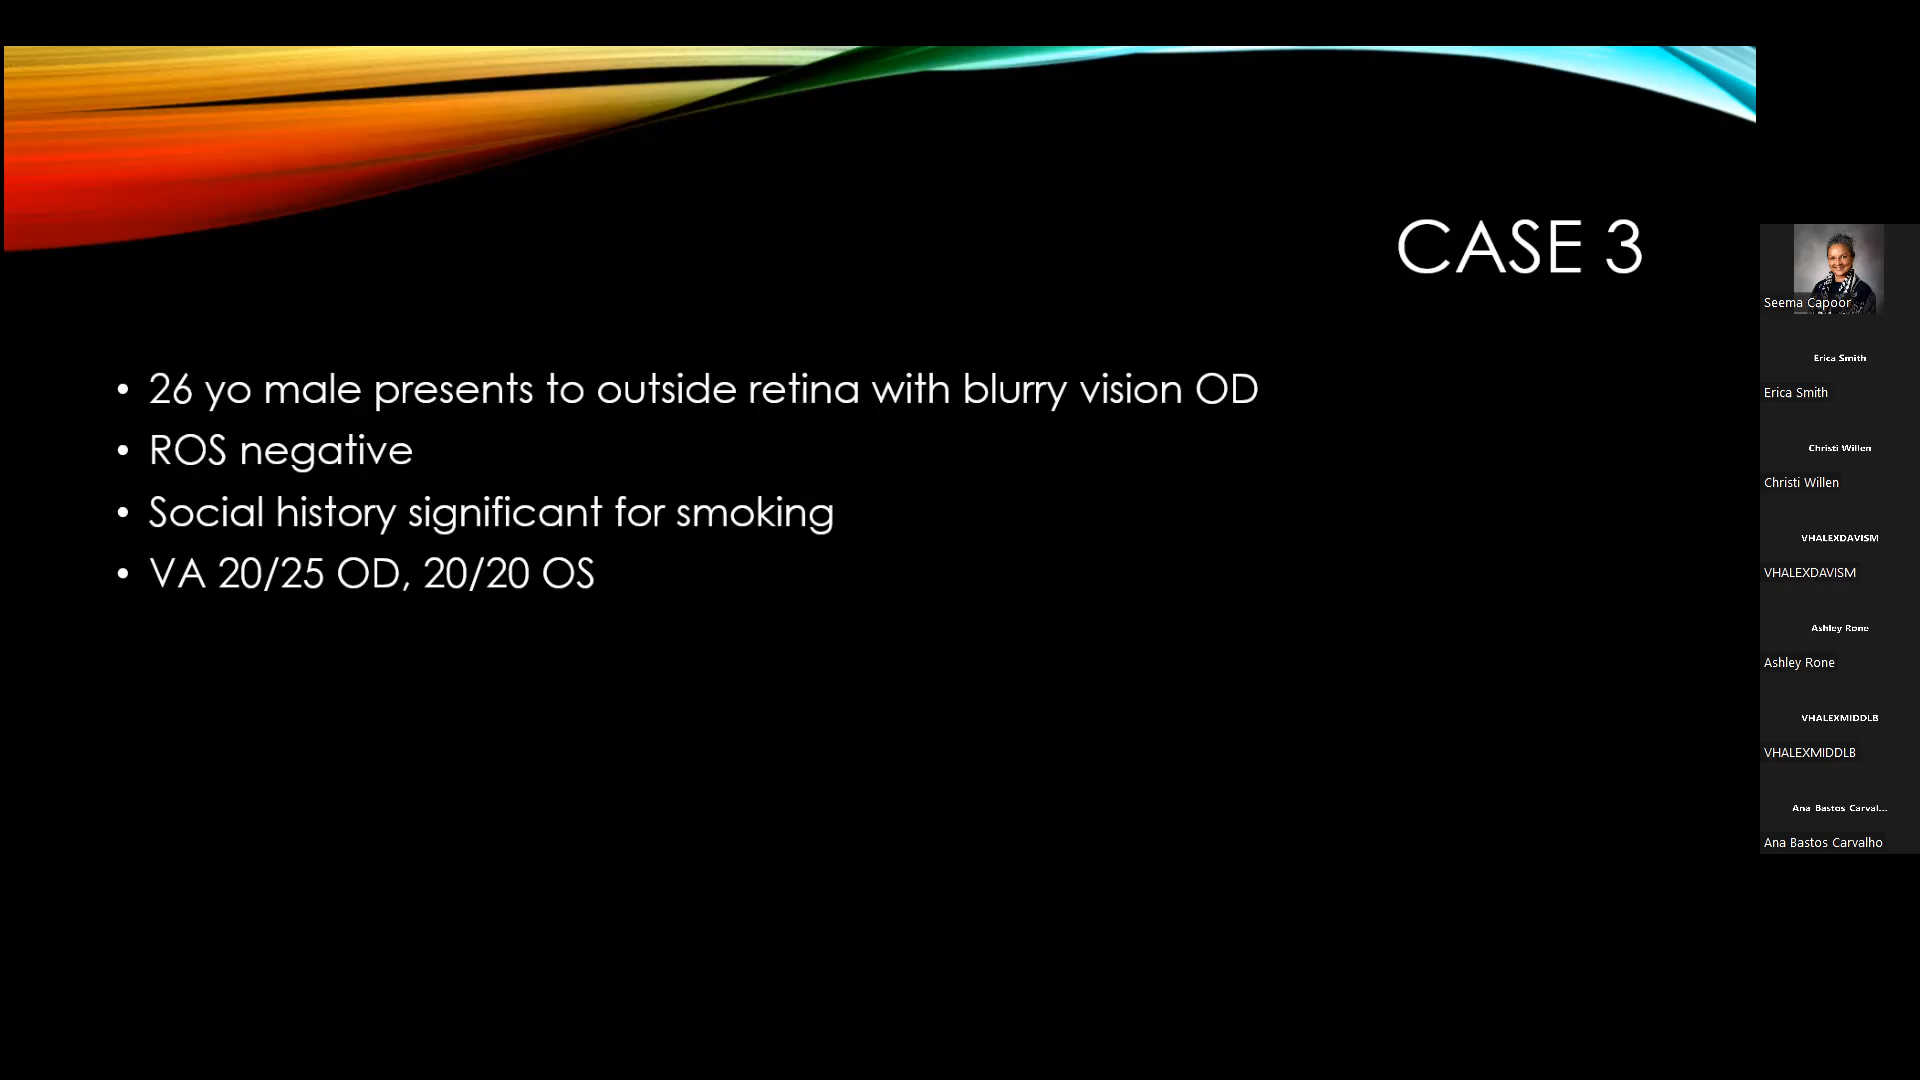 CASE 3
• 26 yo male presents to outside retina with blurry vision OD
• ROS negative
• Social history significant for smoking
• VA 20/25 OD, 20/20 OS
Seema Capoor
Erica Smith
Erica Smith
Christi Willen
Christi Willen
VHALEXDAVISM
VHALEXDAVISM
Ashley Rone
Ashley Rone
VHALEXMIDDLB
VHALEXMIDDLB
Ana Bastos Carval...
Ana Bastos Carvalho